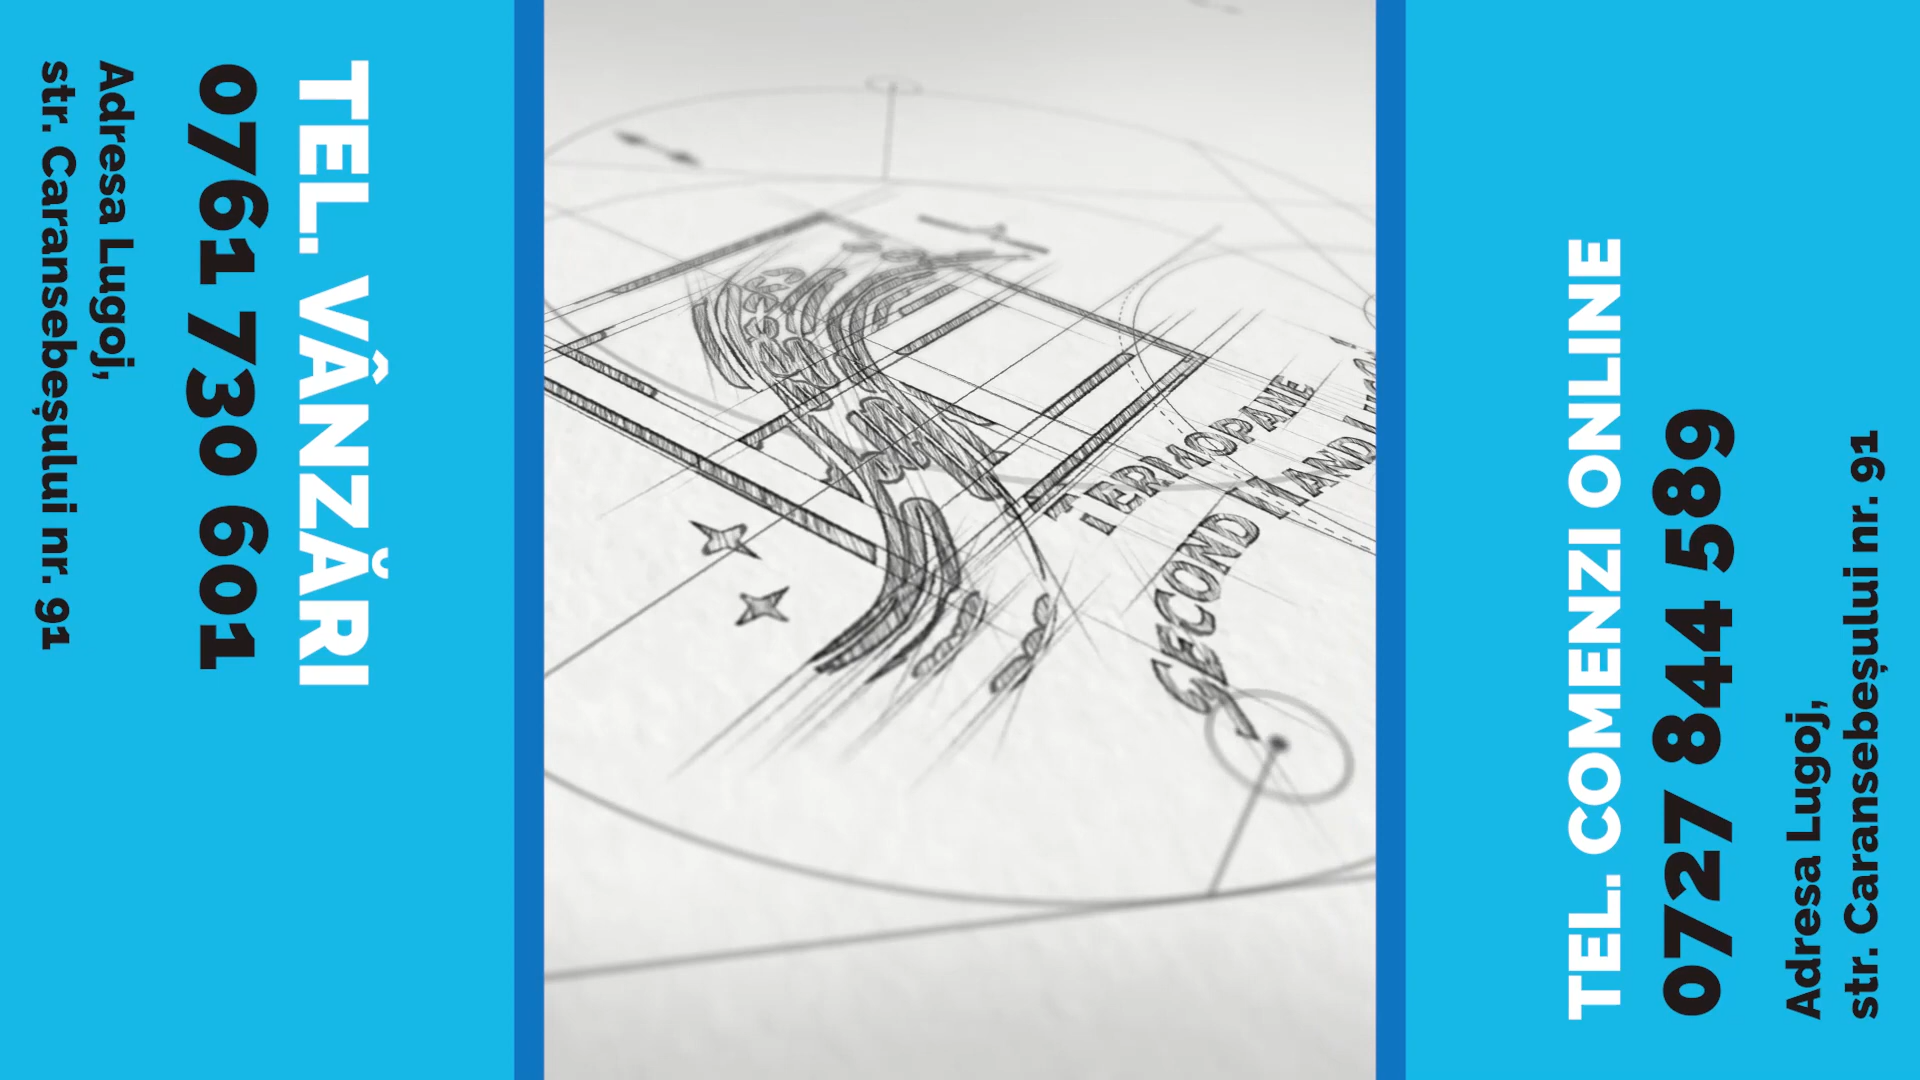 TEL. VÂNZĂRI
0761 730 601
Adresa Lugoj,
str. Caransebeșului nr. 91
TERMOPANE
SECOND HAND
TEL. COMENZI ONLINE
0727 844 589
Adresa Lugoj,
str. Caransebeșului nr. 91